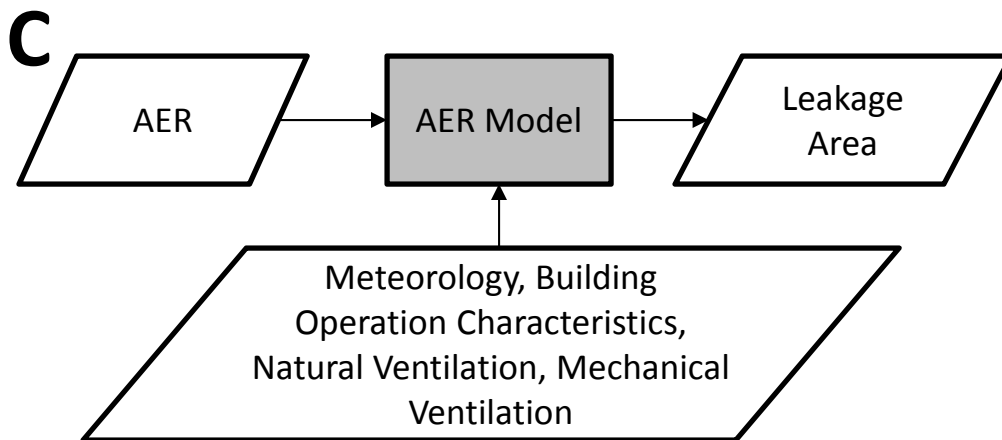 C
AER
AER Model
Leakage
Area
Meteorology, Building
Operation Characteristics,
Natural Ventilation, Mechanical
Ventilation